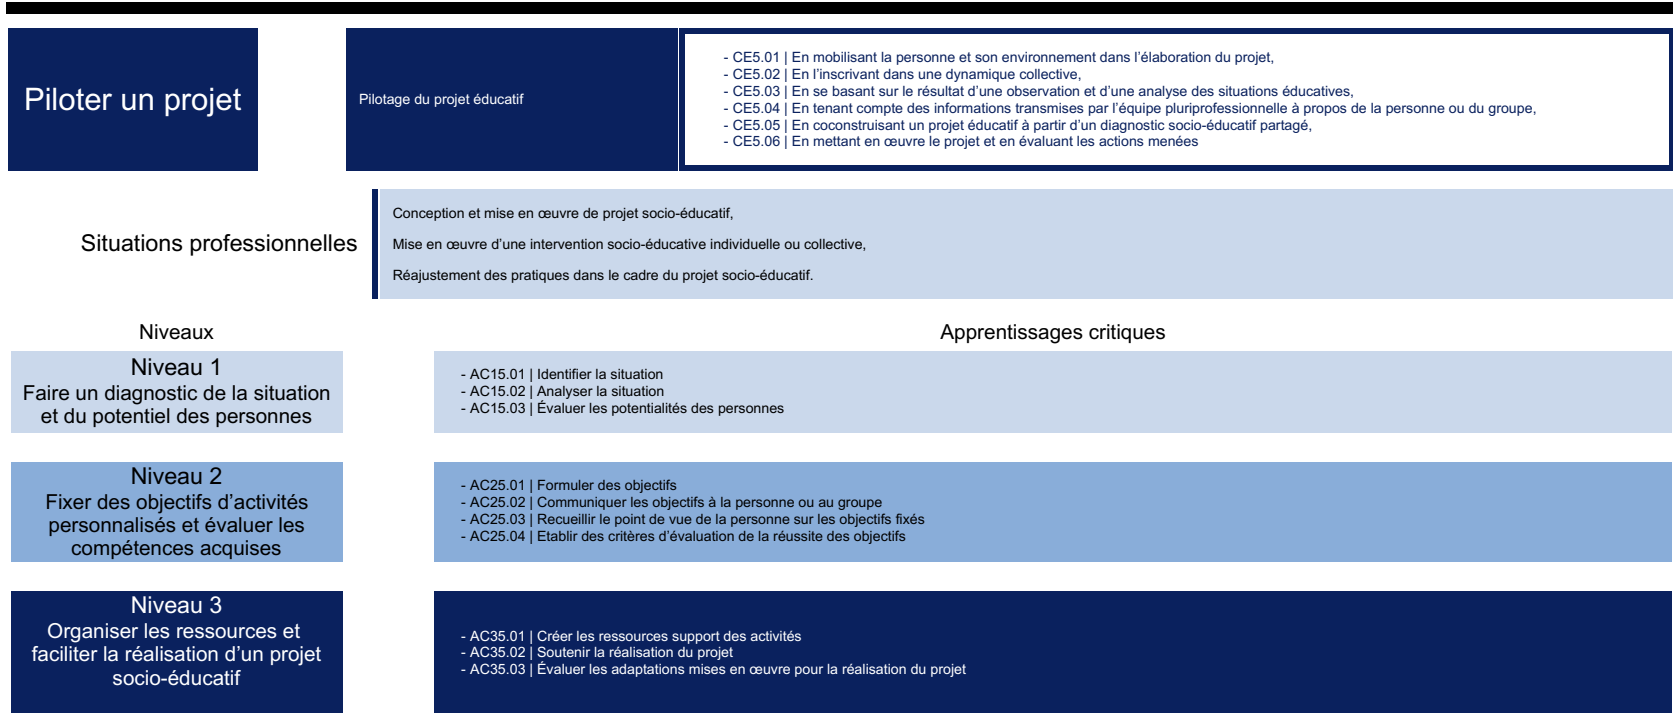 Piloter un projet
Pilotage du projet éducatif
- CE5.01 | En mobilisant la personne et son environnement dans l’élaboration du projet,
- CE5.02 | En l’inscrivant dans une dynamique collective,
- CE5.03 | En se basant sur le résultat d’une observation et d’une analyse des situations éducatives,
- CE5.04 | En tenant compte des informations transmises par l’équipe pluriprofessionnelle à propos de la personne ou du groupe,
- CE5.05 | En coconstruisant un projet éducatif à partir d’un diagnostic socio-éducatif partagé,
- CE5.06 | En mettant en œuvre le projet et en évaluant les actions menées
Situations professionnelles
Conception et mise en œuvre de projet socio-éducatif,
Mise en œuvre d’une intervention socio-éducative individuelle ou collective,
Réajustement des pratiques dans le cadre du projet socio-éducatif.
Niveaux
Apprentissages critiques
Niveau 1
Faire un diagnostic de la situation
et du potentiel des personnes
- AC15.01 | Identifier la situation
- AC15.02 | Analyser la situation
- AC15.03 | Évaluer les potentialités des personnes
Niveau 2
Fixer des objectifs d’activités
personnalisés et évaluer les
compétences acquises
- AC25.01 | Formuler des objectifs
- AC25.02 | Communiquer les objectifs à la personne ou au groupe
- AC25.03 | Recueillir le point de vue de la personne sur les objectifs fixés
- AC25.04 | Etablir des critères d’évaluation de la réussite des objectifs
Niveau 3
Organiser les ressources et
faciliter la réalisation d’un projet
socio-éducatif
- AC35.01 | Créer les ressources support des activités
- AC35.02 | Soutenir la réalisation du projet
- AC35.03 | Évaluer les adaptations mises en œuvre pour la réalisation du projet